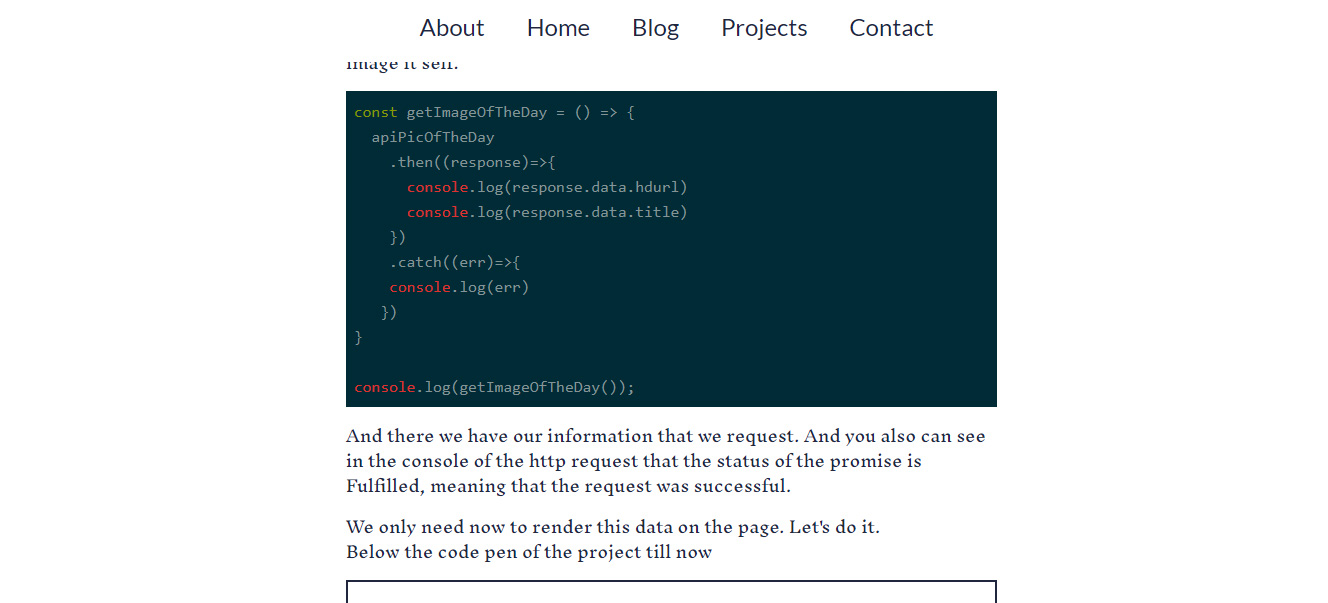 About Home Blog Projects Contact
image it self.
const getImageOfTheDay = () => {
apiPicOfTheDay
.then((response)=>{
console.log(response.data.hdurl)
console.log(response.data.title)
})
.catch((err)=>{
console.log(err)
})
}
console.log(getImageOfTheDay());
And there we have our information that we request. And you also can see
in the console of the http request that the status of the promise is
Fulfilled, meaning that the request was successful.
We only need now to render this data on the page. Let's do it.
Below the code pen of the project till now